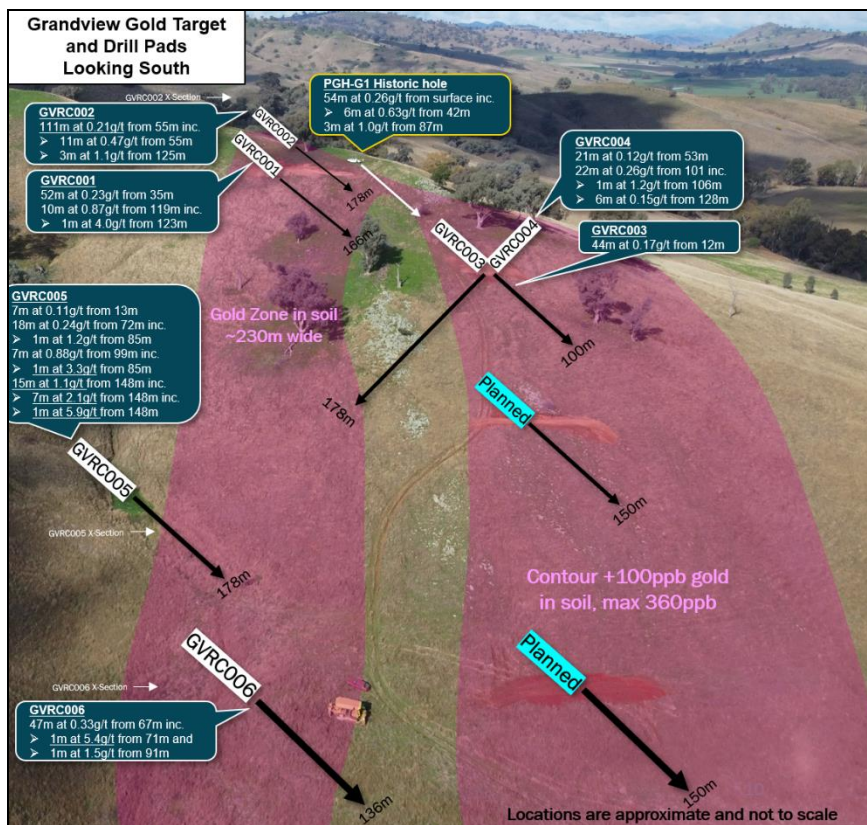 Grandview Gold Target
and Drill Pads
Looking South
GVRC002 X-Section
PGH-G1 Historic hole
54m at 0.26g/t from surface inc.
➢ 6m at 0.63g/t from 42m
3m at 1.0g/t from 87m
GVRC002
111m at 0.21g/t from 55m inc.
➢ 11m at 0.47g/t from 55m
➢ 3m at 1.1g/t from 125m
GVRC002
GVRC004
21m at 0.12g/t from 53m
22m at 0.26g/t from 101 inc.
➢ 1m at 1.2g/t from 106m
➢ 6m at 0.15g/t from 128m
GVRC001
52m at 0.23g/t from 35m
10m at 0.87g/t from 119m inc.
➢ 1m at 4.0g/t from 123m
GVRC001
178m
166m
GVRC003
GVRC004
GVRC003
44m at 0.17g/t from 12m
GVRC005
7m at 0.11g/t from 13m
18m at 0.24g/t from 72m inc.
➢ 1m at 1.2g/t from 85m
7m at 0.88g/t from 99m inc.
➢ 1m at 3.3g/t from 85m
15m at 1.1g/t from 148m inc.
➢ 7m at 2.1g/t from 148m inc.
➢ 1m at 5.9g/t from 148m
Gold Zone in soil
~230m wide
100m
178m
Planned
150m
GVRC005
GVRC005 X-Section
178m
Contour +100ppb gold
in soil, max 360ppb
GVRC006
Planned
GVRC006 X-Section
GVRC006
47m at 0.33g/t from 67m inc.
➢ 1m at 5.4g/t from 71m and
➢ 1m at 1.5g/t from 91m
136m
150m
Locations are approximate and not to scale